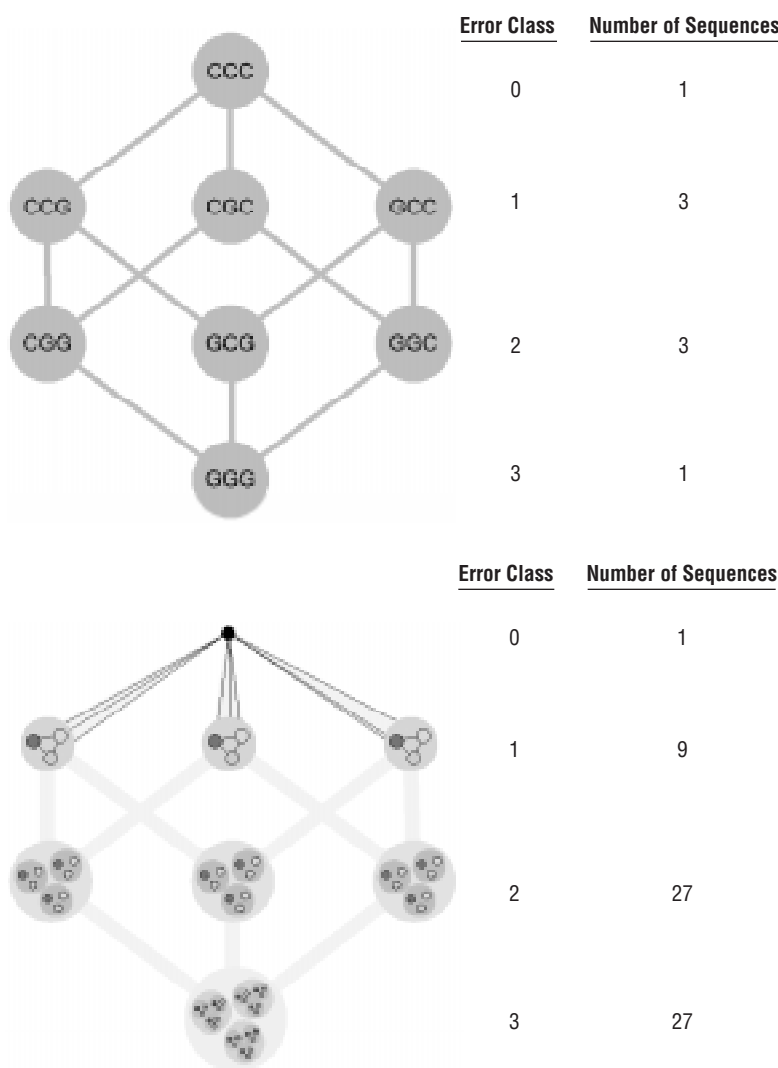 Error Class Number of Sequences
CCC 0 1
CCG CGC GCC 1 3
CGG GCG GGC 2 3
GGG 3 1
Error Class Number of Sequences
0 1
1 9
2 27
3 27